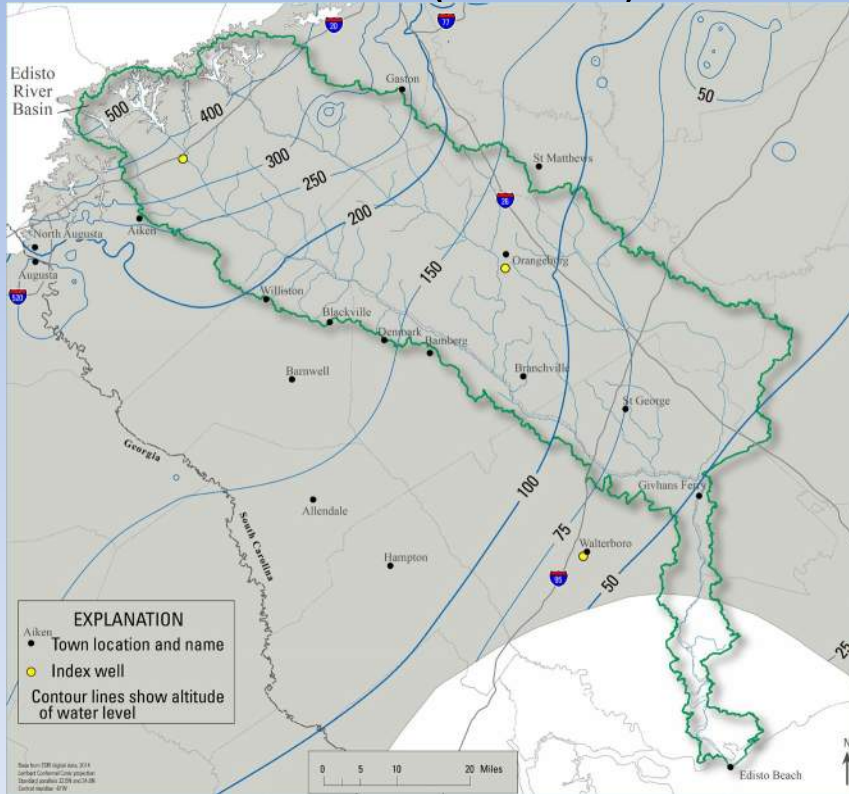 20
77
Edisto
River
Basin
Gaston
500
400
50
300
St Matthews
250
26
200
North Augusta
Aiken
Augusta
Orangeburg
150
520
Williston
Blackville
Denmark
Bamberg
Barnwell
Branchville
St George
Georgia
Givhans Ferry
100
Allendale
South Carolina
75
Walterboro
Hampton
50
95
25
EXPLANATION
Aiken
Town location and name
Index well
Contour lines show altitude
of water level
N
0 5 10 20 Miles
Edisto Beach